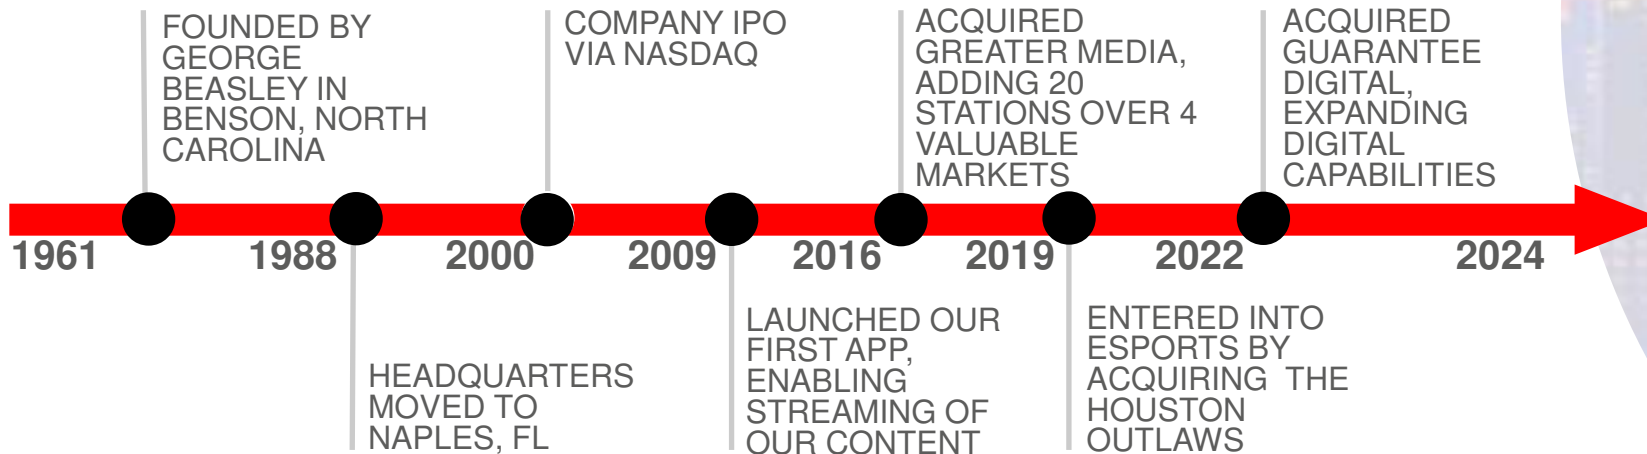 FOUNDED BY
GEORGE
BEASLEY IN
BENSON, NORTH
CAROLINA
COMPANY IPO
VIA NASDAQ
ACQUIRED
GREATER MEDIA,
ADDING 20
STATIONS OVER 4
VALUABLE
MARKETS
ACQUIRED
GUARANTEE
DIGITAL,
EXPANDING
DIGITAL
CAPABILITIES
1961 1988 2000 2009 2016 2019 2022 2024
HEADQUARTERS
MOVED TO
NAPLES, FL
LAUNCHED OUR
FIRST APP,
ENABLING
STREAMING OF
OUR CONTENT
ENTERED INTO
ESPORTS BY
ACQUIRING THE
HOUSTON
OUTLAWS